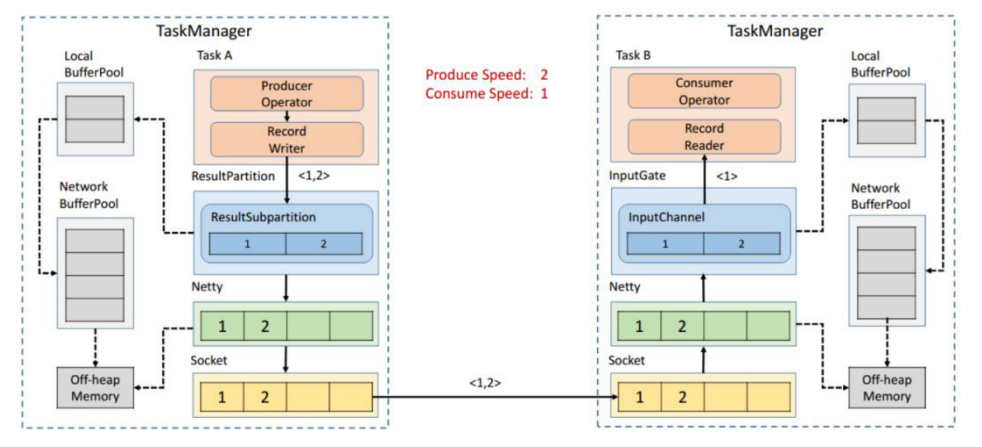 TaskManager
Local
BufferPool
Task A
Producer
Operator
Record
Writer
ResultPartition
<1,2>
Network
BufferPool
ResultSubpartition
1 2
Netty
1 2
Off-heap
Memory
Socket
1 2
Produce Speed: 2
Consume Speed: 1
<1,2>
TaskManager
Task B
Consumer
Operator
Record
Reader
Local
BufferPool
InputGate
<1>
InputChannel
1 2
Network
BufferPool
Netty
1 2
Socket
1 2
Off-heap
Memory